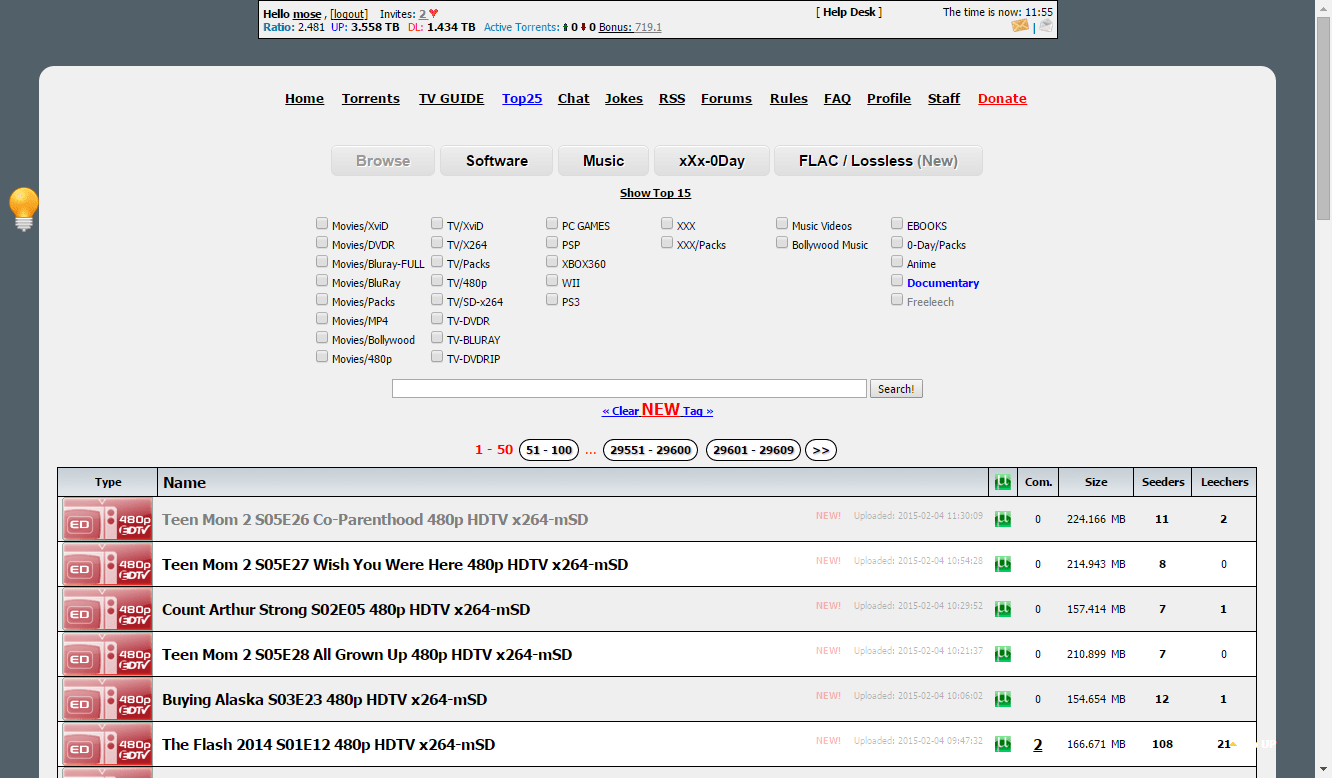 Hello mose , [logout] Invites: 2 [ Help Desk ] The time is now: 11:55
Ratio: 2.481 UP: 3.558 TB DL: 1.434 TB Active Torrents: 0 0 Bonus: 719.1 |
Home Torrents TV GUIDE Top25 Chat Jokes RSS Forums Rules FAQ Profile Staff Donate
Browse Software Music xXx-0Day FLAC / Lossless (New)
Show Top 15
Movies/XviD TV/XviD PC GAMES XXX Music Videos EBOOKS
Movies/DVDR TV/X264 PSP XXX/Packs Bollywood Music 0-Day/Packs
Movies/Bluray-FULL TV/Packs XBOX360 Anime
Movies/BluRay TV/480p WII Documentary
Movies/Packs TV/SD-x264 PS3 Freeleech
Movies/MP4 TV-DVDR
Movies/Bollywood TV-BLURAY
Movies/480p TV-DVDRIP
Search!
« Clear NEW Tag »
1 - 50 51 - 100 ... 29551 - 29600 29601 - 29609 >>
Type Name µ Com. Size Seeders Leechers
ED 480p EDTV Teen Mom 2 S05E26 Co-Parenthood 480p HDTV x264-mSD NEW! Uploaded: 2015-02-04 11:30:09 µ 0 224.166 MB 11 2
ED 480p EDTV Teen Mom 2 S05E27 Wish You Were Here 480p HDTV x264-mSD NEW! Uploaded: 2015-02-04 10:54:28 µ 0 214.943 MB 8 0
ED 480p EDTV Count Arthur Strong S02E05 480p HDTV x264-mSD NEW! Uploaded: 2015-02-04 10:29:52 µ 0 157.414 MB 7 1
ED 480p EDTV Teen Mom 2 S05E28 All Grown Up 480p HDTV x264-mSD NEW! Uploaded: 2015-02-04 10:21:37 µ 0 210.899 MB 7 0
ED 480p EDTV Buying Alaska S03E23 480p HDTV x264-mSD NEW! Uploaded: 2015-02-04 10:06:02 µ 0 154.654 MB 12 1
ED 480p EDTV The Flash 2014 S01E12 480p HDTV x264-mSD NEW! Uploaded: 2015-02-04 09:47:32 µ 2 166.671 MB 108 21 UP